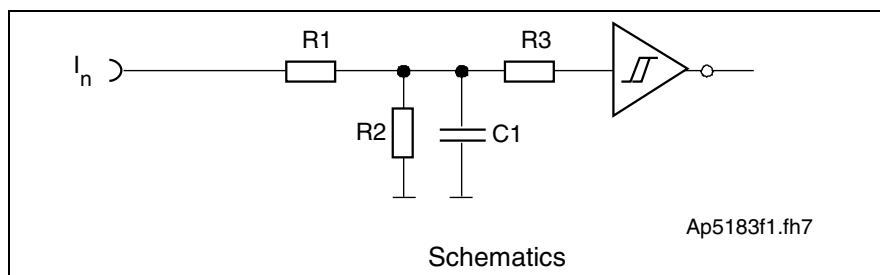 R1
R3
In
R2
C1
Ap5183f1.fh7
Schematics